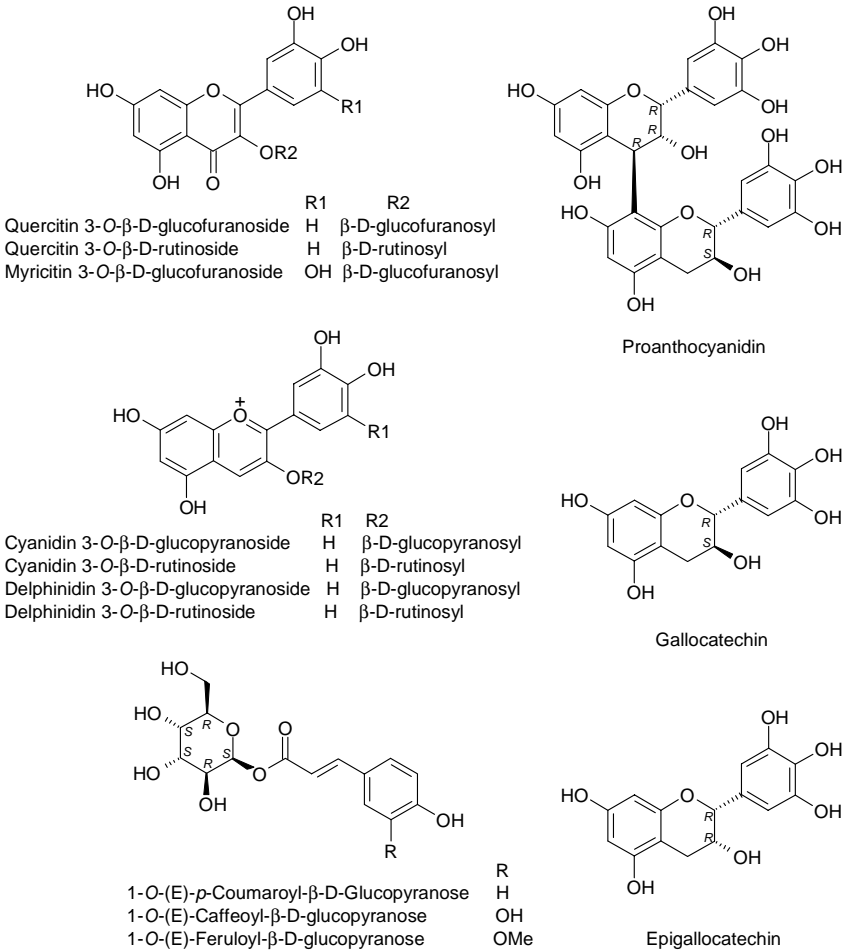 OH
OH
HO
O
R1
OR2
OH
O
R1 R2
Quercitin 3-O-β-D-glucofuranoside H β-D-glucofuranosyl
Quercitin 3-O-β-D-rutinoside H β-D-rutinosyl
Myricitin 3-O-β-D-glucofuranoside OH β-D-glucofuranosyl
OH
OH
HO
O
OH
R
R
R
OH
OH
OH
OH
HO
O
OH
R
S
OH
OH
Proanthocyanidin
OH
OH
+
HO
O
R1
OR2
OH
R1 R2
Cyanidin 3-O-β-D-glucopyranoside H β-D-glucopyranosyl
Cyanidin 3-O-β-D-rutinoside H β-D-rutinosyl
Delphinidin 3-O-β-D-glucopyranoside H β-D-glucopyranosyl
Delphinidin 3-O-β-D-rutinoside H β-D-rutinosyl
OH
OH
HO
O
OH
R
S
OH
OH
Gallocatechin
HO
HO
R
O
O
S
S
S
HO
R
O
OH
OH
R
R
1-O-(E)-p-Coumaroyl-β-D-Glucopyranose H
1-O-(E)-Caffeoyl-β-D-glucopyranose OH
1-O-(E)-Feruloyl-β-D-glucopyranose OMe
OH
OH
HO
O
OH
R
R
OH
OH
Epigallocatechin